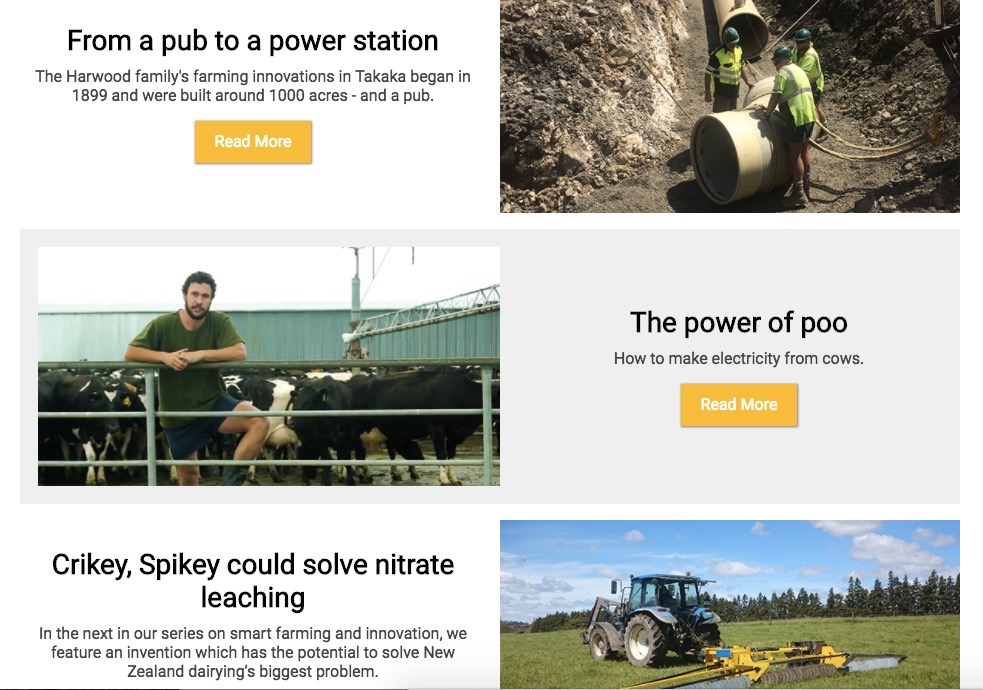 From a pub to a power station
The Harwood family's farming innovations in Takaka began in
1899 and were built around 1000 acres - and a pub.
Read More
The power of poo
How to make electricity from cows.
Read More
Crikey, Spikey could solve nitrate
leaching
In the next in our series on smart farming and innovation, we
feature an invention which has the potential to solve New
Zealand dairying’s biggest problem.